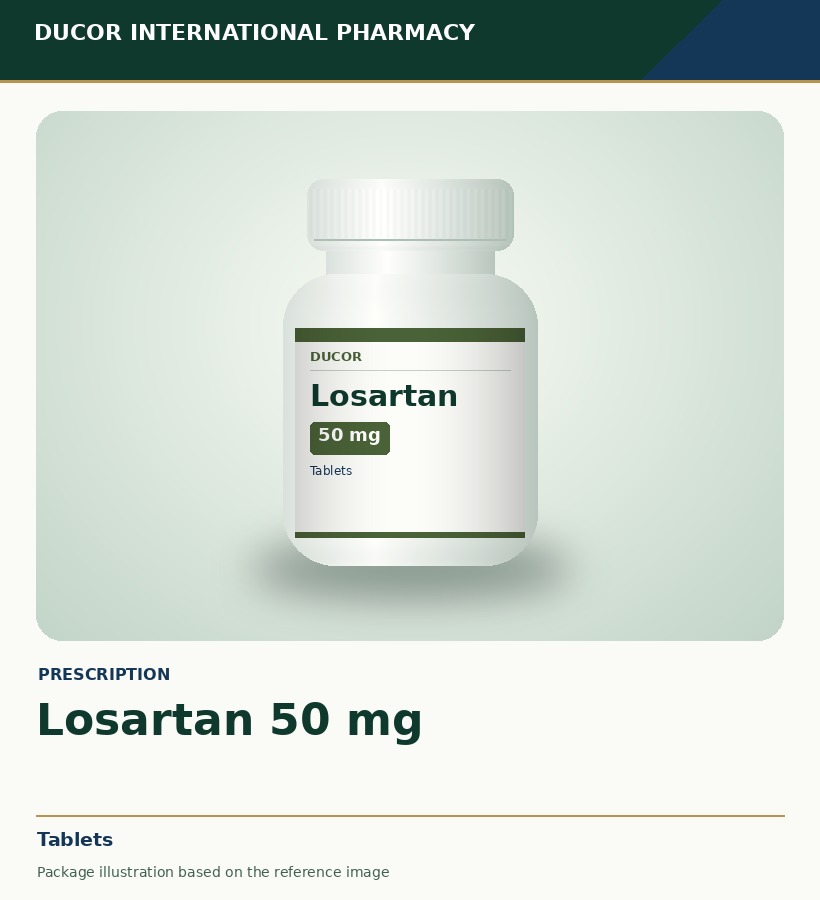 DUCOR INTERNATIONAL PHARMACY
DUCOR
Losartan
50 mg
Tablets
PRESCRIPTION
Losartan 50 mg
Tablets
Package illustration based on the reference image